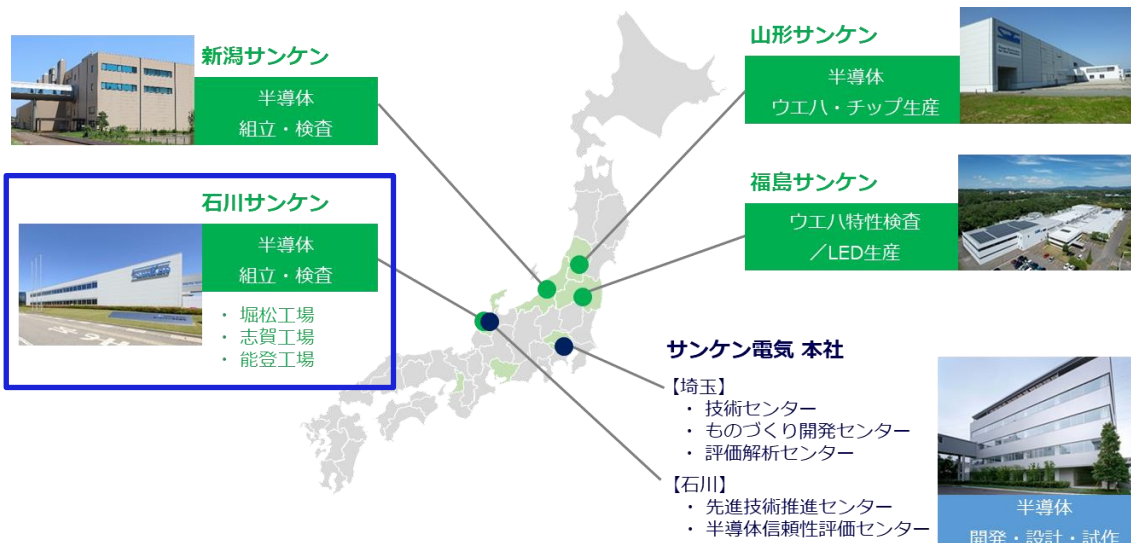 新潟サンケン
半導体
組立・検査
石川サンケン
半導体
組立・検査
・ 堀松工場
・ 志賀工場
・ 能登工場
山形サンケン
半導体
ウエハ・チップ生産
福島サンケン
ウエハ特性検査
／LED生産
サンケン電気 本社
【埼玉】
・ 技術センター
・ ものづくり開発センター
・ 評価解析センター
【石川】
・ 先進技術推進センター
・ 半導体信頼性評価センター
半導体
開発・設計・試作